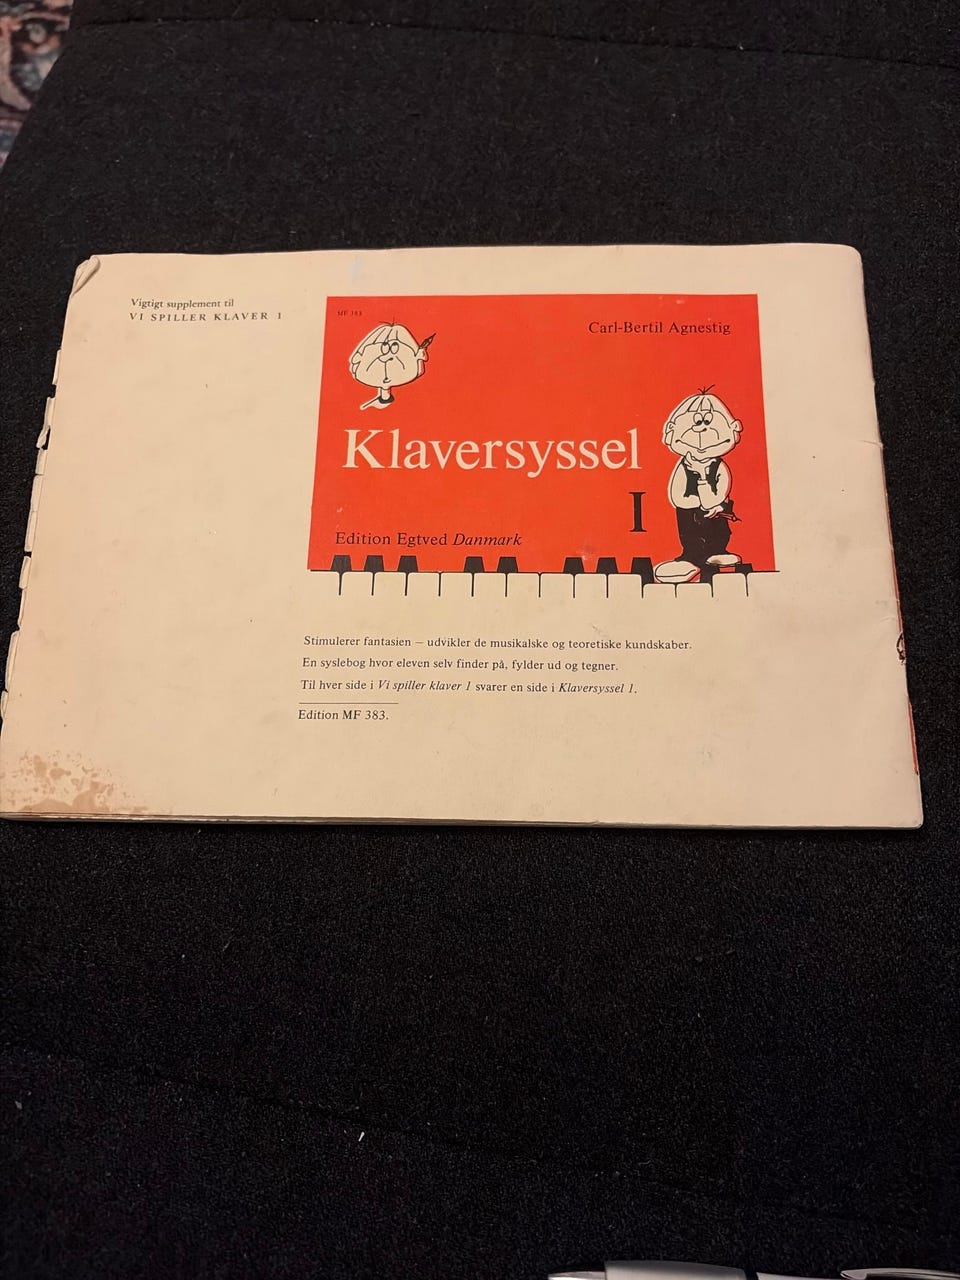 Vigtigt supplement til
VI SPILLER KLAVER 1
MF 383
Carl-Bertil Agnestig
Klaversyssel
I
Edition Egtved Danmark
Stimulerer fantasien – udvikler de musikalske og teoretiske kundskaber.
En syslebog hvor eleven selv finder på, fylder ud og tegner.
Til hver side i Vi spiller klaver 1 svarer en side i Klaversyssel 1.
Edition MF 383.